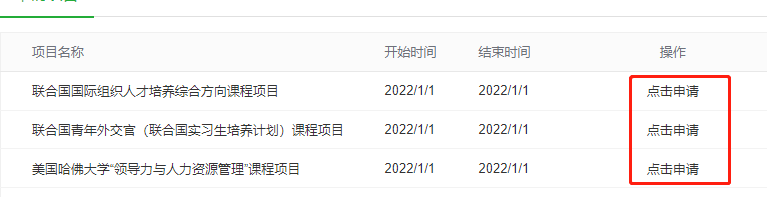 项目名称 开始时间 结束时间 操作
联合国国际组织人才培养综合方向课程项目 2022/1/1 2022/1/1 点击申请
联合国青年外交官（联合国实习生培养计划）课程项目 2022/1/1 2022/1/1 点击申请
美国哈佛大学“领导力与人力资源管理”课程项目 2022/1/1 2022/1/1 点击申请